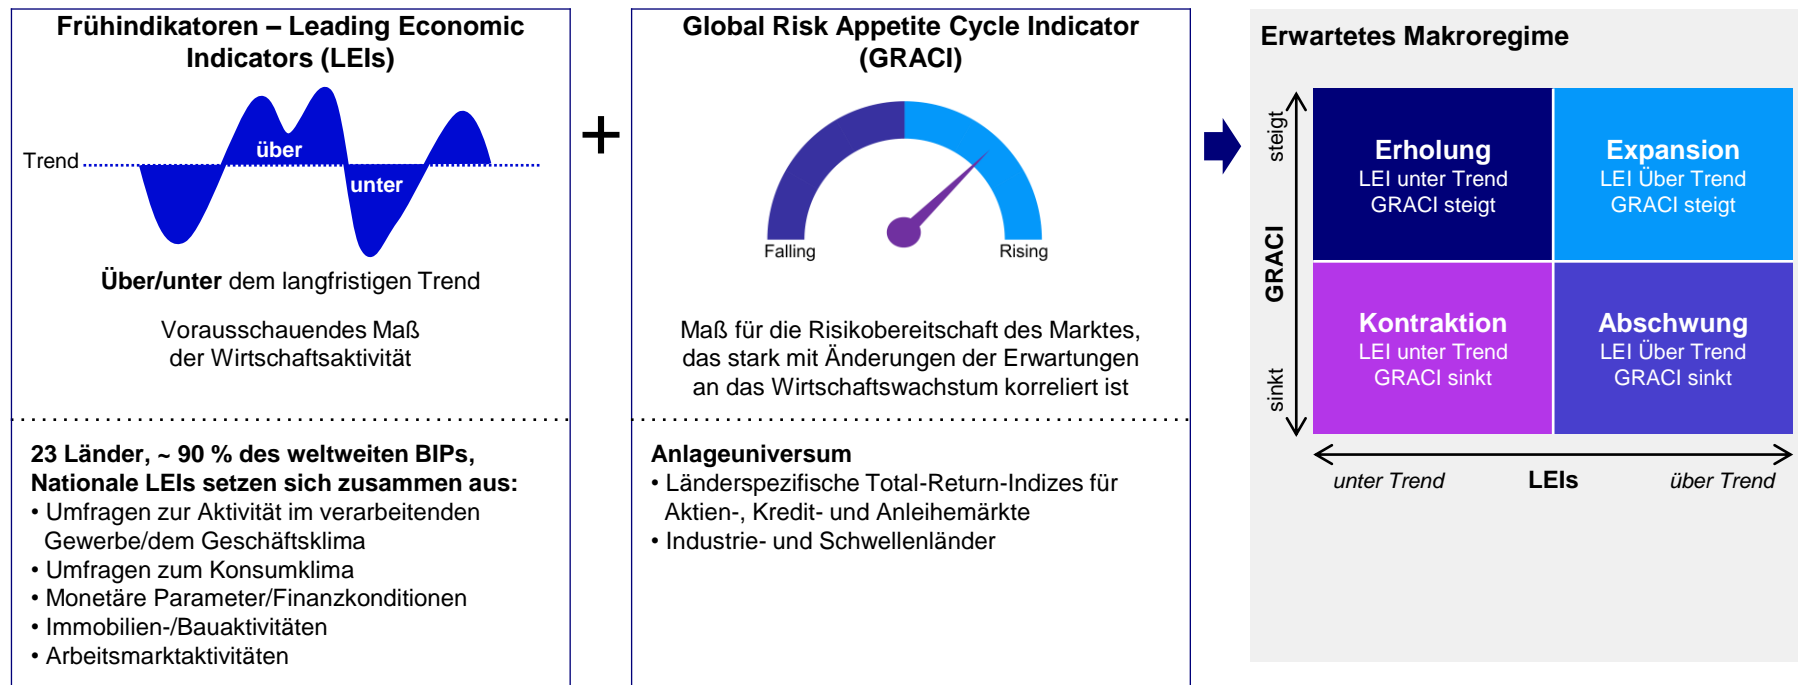 Frühindikatoren – Leading Economic
Indicators (LEIs)
Trend
über
unter
Über/unter dem langfristigen Trend
Vorausschauendes Maß
der Wirtschaftsaktivität
23 Länder, ~ 90 % des weltweiten BIPs,
Nationale LEIs setzen sich zusammen aus:
• Umfragen zur Aktivität im verarbeitenden
Gewerbe/dem Geschäftsklima
• Umfragen zum Konsumklima
• Monetäre Parameter/Finanzkonditionen
• Immobilien-/Bauaktivitäten
• Arbeitsmarktaktivitäten
+
Global Risk Appetite Cycle Indicator
(GRACI)
Falling
Rising
Maß für die Risikobereitschaft des Marktes,
das stark mit Änderungen der Erwartungen
an das Wirtschaftswachstum korreliert ist
Anlageuniversum
• Länderspezifische Total-Return-Indizes für
Aktien-, Kredit- und Anleihemärkte
• Industrie- und Schwellenländer
Erwartetes Makroregime
steigt
GRACI
sinkt
Erholung
LEI unter Trend
GRACI steigt
Expansion
LEI Über Trend
GRACI steigt
Kontraktion
LEI unter Trend
GRACI sinkt
Abschwung
LEI Über Trend
GRACI sinkt
unter Trend
LEIs
über Trend